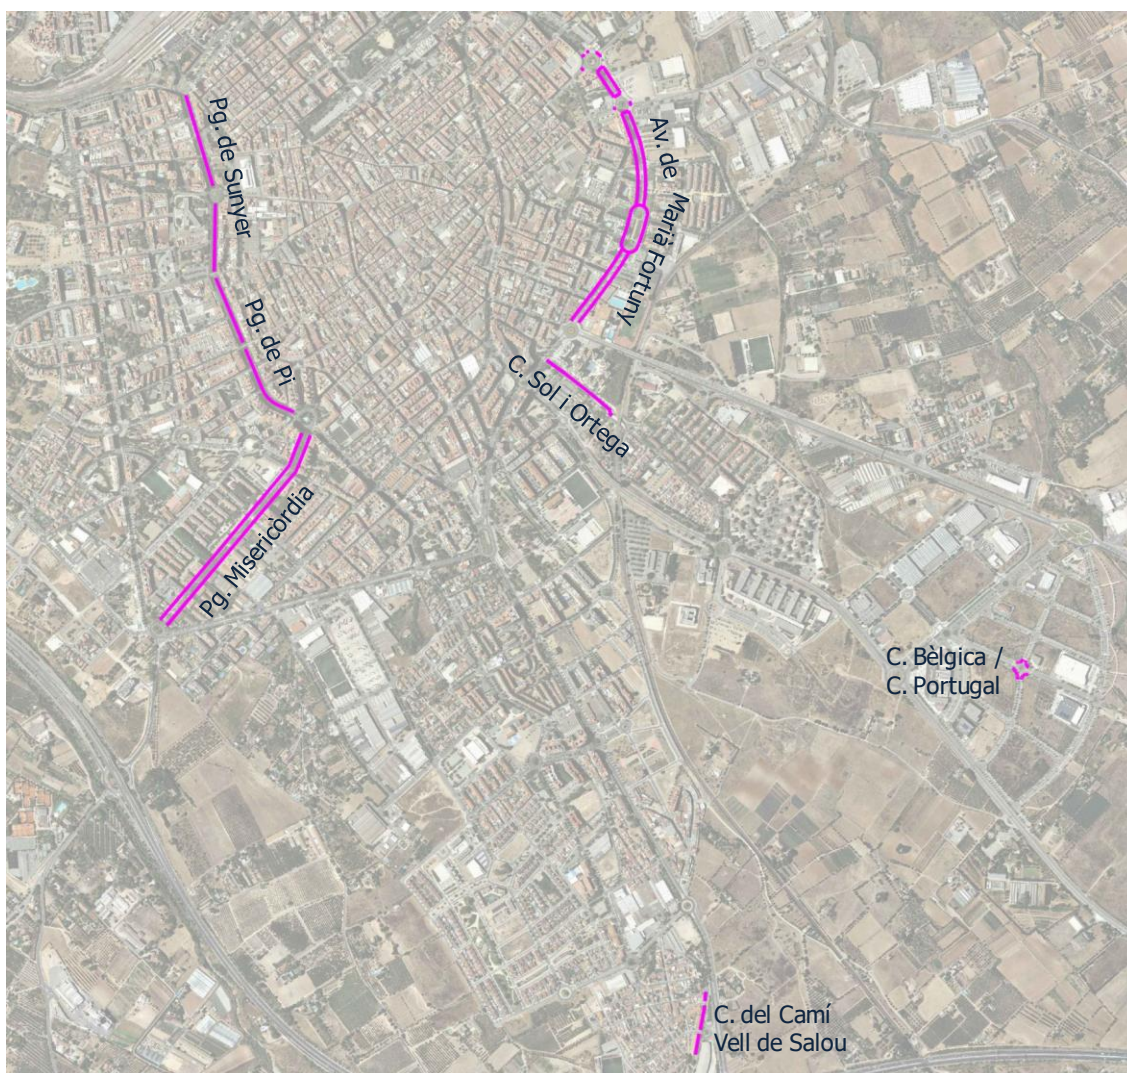 Pg. de Sunyer
Av. de Marià Fortuny
Pg. de Pi
C. Sol i Ortega
Pg. Misericòrdia
C. Bèlgica /
C. Portugal
C. del Camí
Vell de Salou